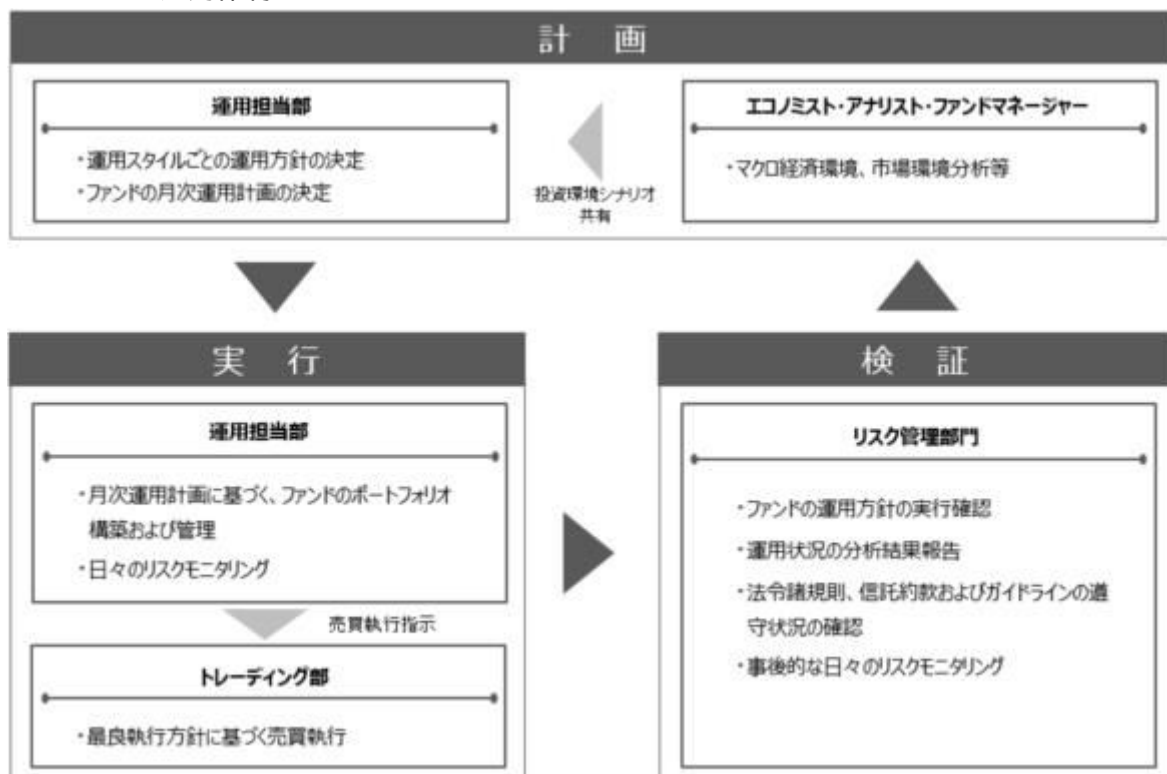 計 画
運用担当部
・運用スタイルごとの運用方針の決定
・ファンドの月次運用計画の決定
投資環境シナリオ
共有
エコノミスト・アナリスト・ファンドマネージャー
・マクロ経済環境、市場環境分析等
実 行
運用担当部
・月次運用計画に基づく、ファンドのポートフォリオ
構築および管理
・日々のリスクモニタリング
売買執行指示
トレーディング部
・最良執行方針に基づく売買執行
検 証
リスク管理部門
・ファンドの運用方針の実行確認
・運用状況の分析結果報告
・法令諸規則、信託約款およびガイドラインの遵
守状況の確認
・事後的な日々のリスクモニタリング